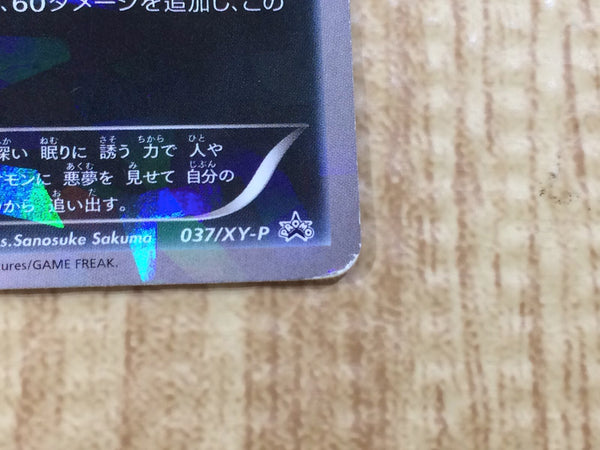 、60ダメージを追加し、この
深い 眠りに 誘う 力で 人や
モンに 悪夢を 見せて 自分の
から 追い出す。
s.Sanosuke Sakuma 037/XY-P PROMO
ures/GAME FREAK.